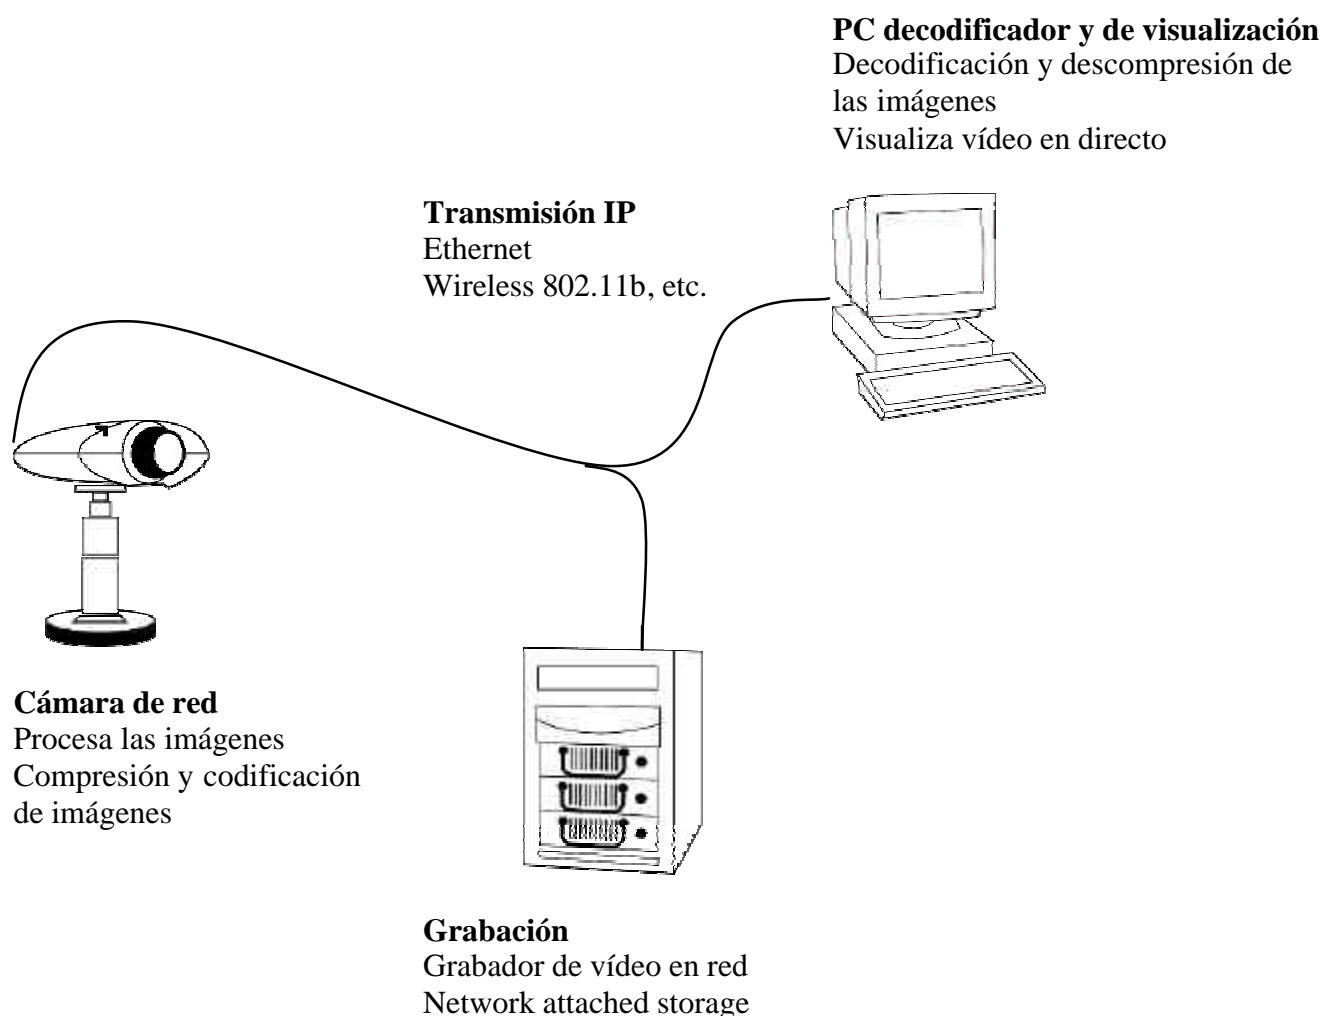 PC decodificador y de visualización
Decodificación y descompresión de
las imágenes
Visualiza vídeo en directo
Transmisión IP
Ethernet
Wireless 802.11b, etc.
Cámara de red
Procesa las imágenes
Compresión y codificación
de imágenes
Grabación
Grabador de vídeo en red
Network attached storage